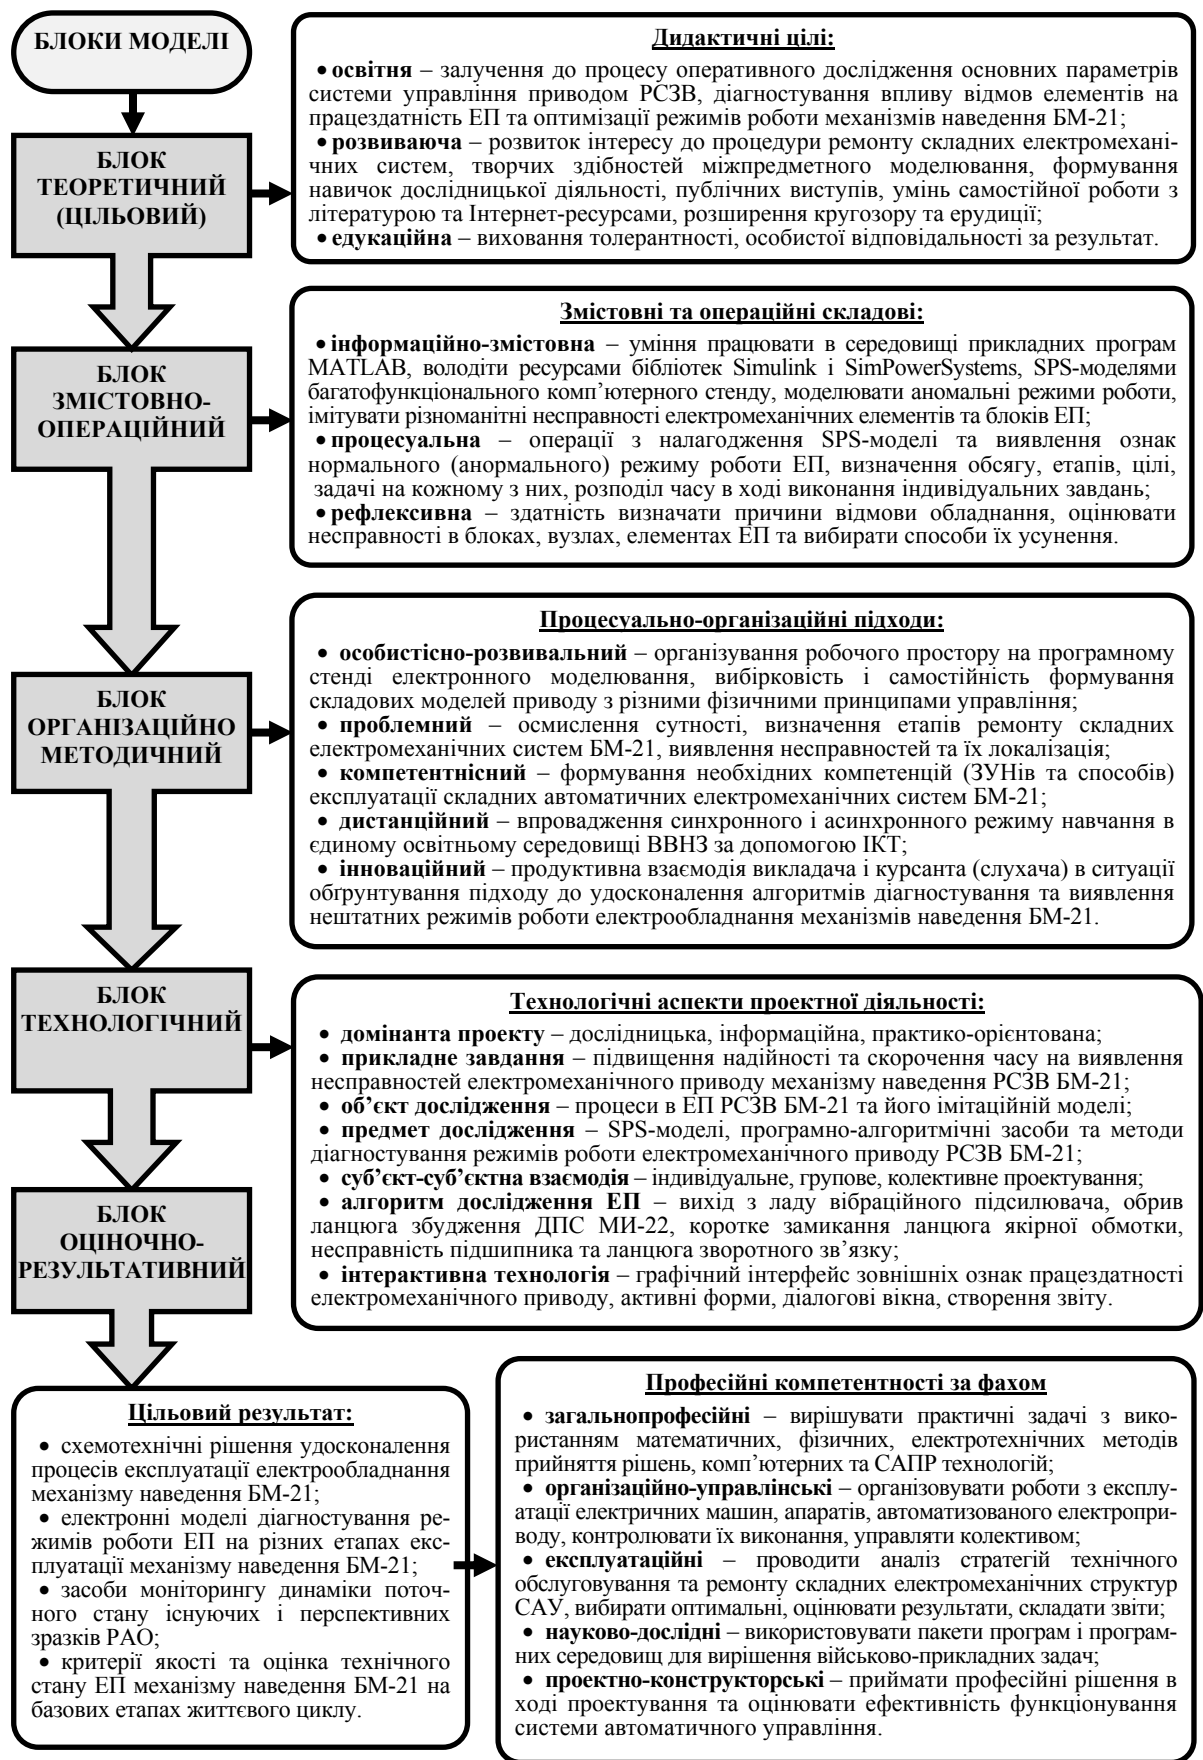 БЛОКИ МОДЕЛІ
Дидактичні цілі:
• освітня – залучення до процесу оперативного дослідження основних параметрів
системи управління приводом РСЗВ, діагностування впливу відмов елементів на
працездатність ЕП та оптимізації режимів роботи механізмів наведення БМ-21;
• розвиваюча – розвиток інтересу до процедури ремонту складних електромехані-
чних систем, творчих здібностей міжпредметного моделювання, формування
навичок дослідницької діяльності, публічних виступів, умінь самостійної роботи з
літературою та Інтернет-ресурсами, розширення кругозору та ерудиції;
• едукаційна – виховання толерантності, особистої відповідальності за результат.
БЛОК
ТЕОРЕТИЧНИЙ
(ЦІЛЬОВИЙ)
Змістовні та операційні складові:
• інформаційно-змістовна – уміння працювати в середовищі прикладних програм
MATLAB, володіти ресурсами бібліотек Simulink і SimPowerSystems, SPS-моделями
багатофункціонального комп’ютерного стенду, моделювати аномальні режими роботи,
імітувати різноманітні несправності електромеханічних елементів та блоків ЕП;
• процесуальна – операції з налагодження SPS-моделі та виявлення ознак
нормального (анормального) режиму роботи ЕП, визначення обсягу, етапів, цілі,
задачі на кожному з них, розподіл часу в ході виконання індивідуальних завдань;
• рефлексивна – здатність визначати причини відмови обладнання, оцінювати
несправності в блоках, вузлах, елементах ЕП та вибирати способи їх усунення.
БЛОК
ЗМІСТОВНО-
ОПЕРАЦІЙНИЙ
Процесуально-організаційні підходи:
• особистісно-розвивальний – організування робочого простору на програмному
стенді електронного моделювання, вибірковість і самостійність формування
складових моделей приводу з різними фізичними принципами управління;
• проблемний – осмислення сутності, визначення етапів ремонту складних
електромеханічних систем БМ-21, виявлення несправностей та їх локалізація;
• компетентнісний – формування необхідних компетенцій (ЗУНів та способів)
експлуатації складних автоматичних електромеханічних систем БМ-21;
• дистанційний – впровадження синхронного і асинхронного режиму навчання в
єдиному освітньому середовищі ВВНЗ за допомогою ІКТ;
• інноваційний – продуктивна взаємодія викладача і курсанта (слухача) в ситуації
обґрунтування підходу до удосконалення алгоритмів діагностування та виявлення
нештатних режимів роботи електрообладнання механізмів наведення БМ-21.
БЛОК
ОРГАНІЗАЦІЙНО
МЕТОДИЧНИЙ
Технологічні аспекти проектної діяльності:
• домінанта проекту – дослідницька, інформаційна, практико-орієнтована;
• прикладне завдання – підвищення надійності та скорочення часу на виявлення
несправностей електромеханічного приводу механізму наведення РСЗВ БМ-21;
• об’єкт дослідження – процеси в ЕП РСЗВ БМ-21 та його імітаційній моделі;
• предмет дослідження – SPS-моделі, програмно-алгоритмічні засоби та методи
діагностування режимів роботи електромеханічного приводу РСЗВ БМ-21;
• суб’єкт-суб’єктна взаємодія – індивідуальне, групове, колективне проектування;
• алгоритм дослідження ЕП – вихід з ладу вібраційного підсилювача, обрив
ланцюга збудження ДПС МИ-22, коротке замикання ланцюга якірної обмотки,
несправність підшипника та ланцюга зворотного зв’язку;
• інтерактивна технологія – графічний інтерфейс зовнішніх ознак працездатності
електромеханічного приводу, активні форми, діалогові вікна, створення звіту.
БЛОК
ТЕХНОЛОГІЧНИЙ
БЛОК
ОЦІНОЧНО-
РЕЗУЛЬТАТИВНИЙ
Цільовий результат:
• схемотехнічні рішення удосконалення
процесів експлуатації електрообладнання
механізму наведення БМ-21;
• електронні моделі діагностування ре-
жимів роботи ЕП на різних етапах екс-
плуатації механізму наведення БМ-21;
• засоби моніторингу динаміки поточ-
ного стану існуючих і перспективних
зразків РАО;
• критерії якості та оцінка технічного
стану ЕП механізму наведення БМ-21 на
базових етапах життєвого циклу.
Професійні компетентності за фахом
• загальнопрофесійні – вирішувати практичні задачі з вико-
ристанням математичних, фізичних, електротехнічних методів
прийняття рішень, комп’ютерних та САПР технологій;
• організаційно-управлінські – організовувати роботи з експлу-
атації електричних машин, апаратів, автоматизованого електропри-
воду, контролювати їх виконання, управляти колективом;
• експлуатаційні – проводити аналіз стратегій технічного
обслуговування та ремонту складних електромеханічних структур
САУ, вибирати оптимальні, оцінювати результати, складати звіти;
• науково-дослідні – використовувати пакети програм і програм-
них середовищ для вирішення військово-прикладних задач;
• проектно-конструкторські – приймати професійні рішення в
ході проектування та оцінювати ефективність функціонування
системи автоматичного управління.